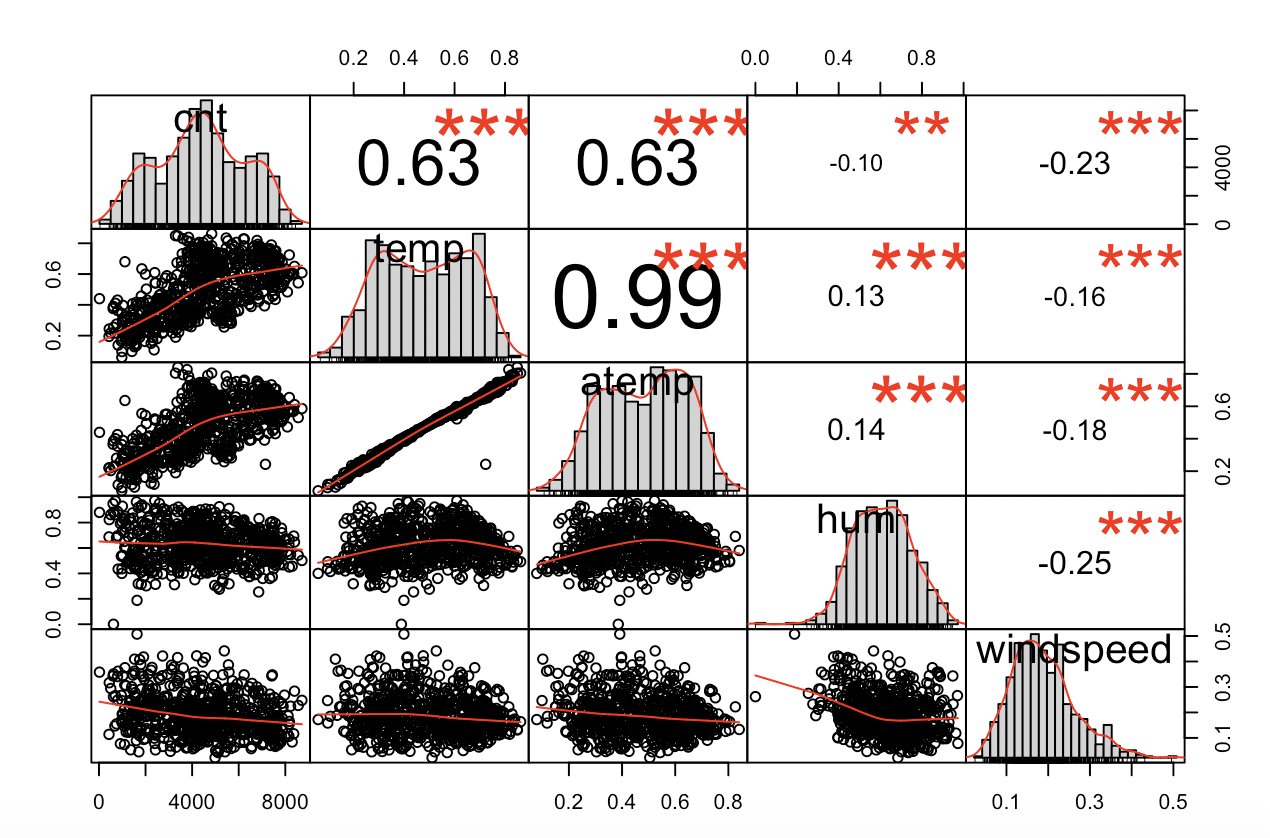 0.2 0.4 0.6 0.8 0.0 0.4 0.8
cnt *** *** ** ***
0.63 0.63 -0.10 -0.23 0 4000
temp *** *** ***
0.2 0.6 0.99 0.13 -0.16
atemp *** ***
0.14 -0.18 0.2 0.6
hum ***
0.0 0.4 0.8 -0.25
windspeed 0.1 0.3 0.5
0 4000 8000 0.2 0.4 0.6 0.8 0.1 0.3 0.5